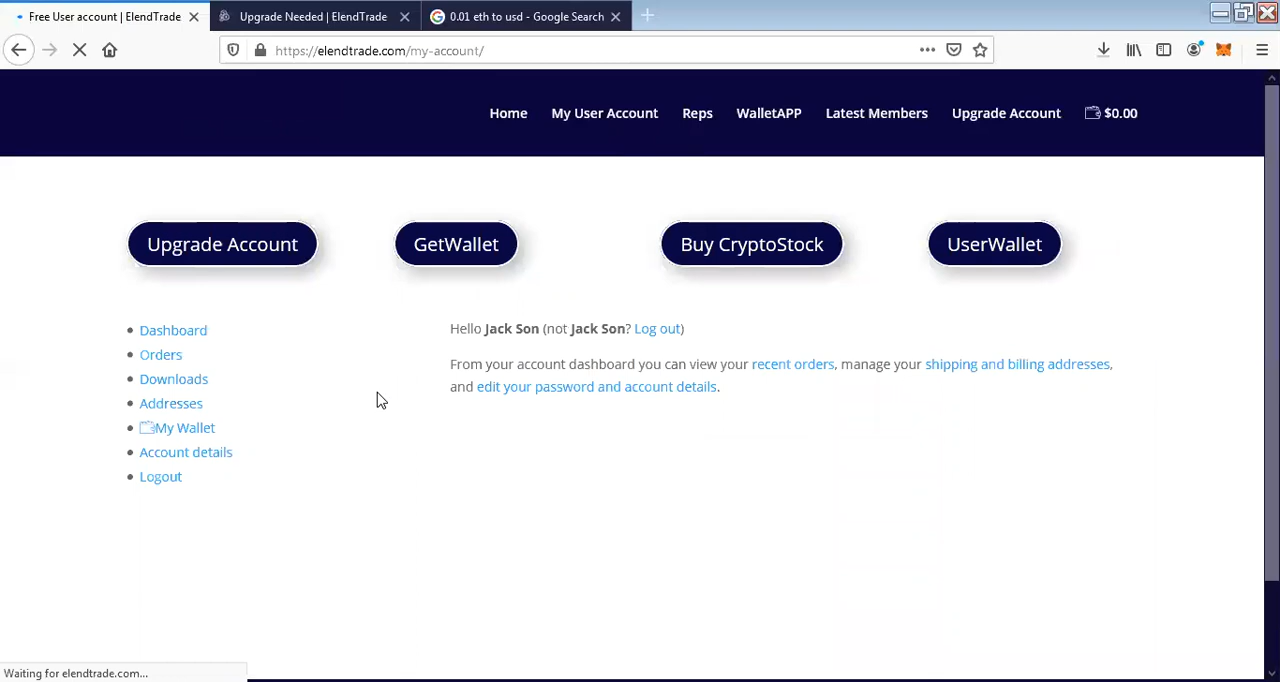 Free User account | ElendTrade
Upgrade Needed | ElendTrade
0.01 eth to usd - Google Search
https://elendtrade.com/my-account/
Home
My User Account
Reps
WalletAPP
Latest Members
Upgrade Account
$0.00
Upgrade Account
GetWallet
Buy CryptoStock
UserWallet
Dashboard
Orders
Downloads
Addresses
My Wallet
Account details
Logout
Hello Jack Son (not Jack Son? Log out)
From your account dashboard you can view your recent orders, manage your shipping and billing addresses,
and edit your password and account details.
Waiting for elendtrade.com...